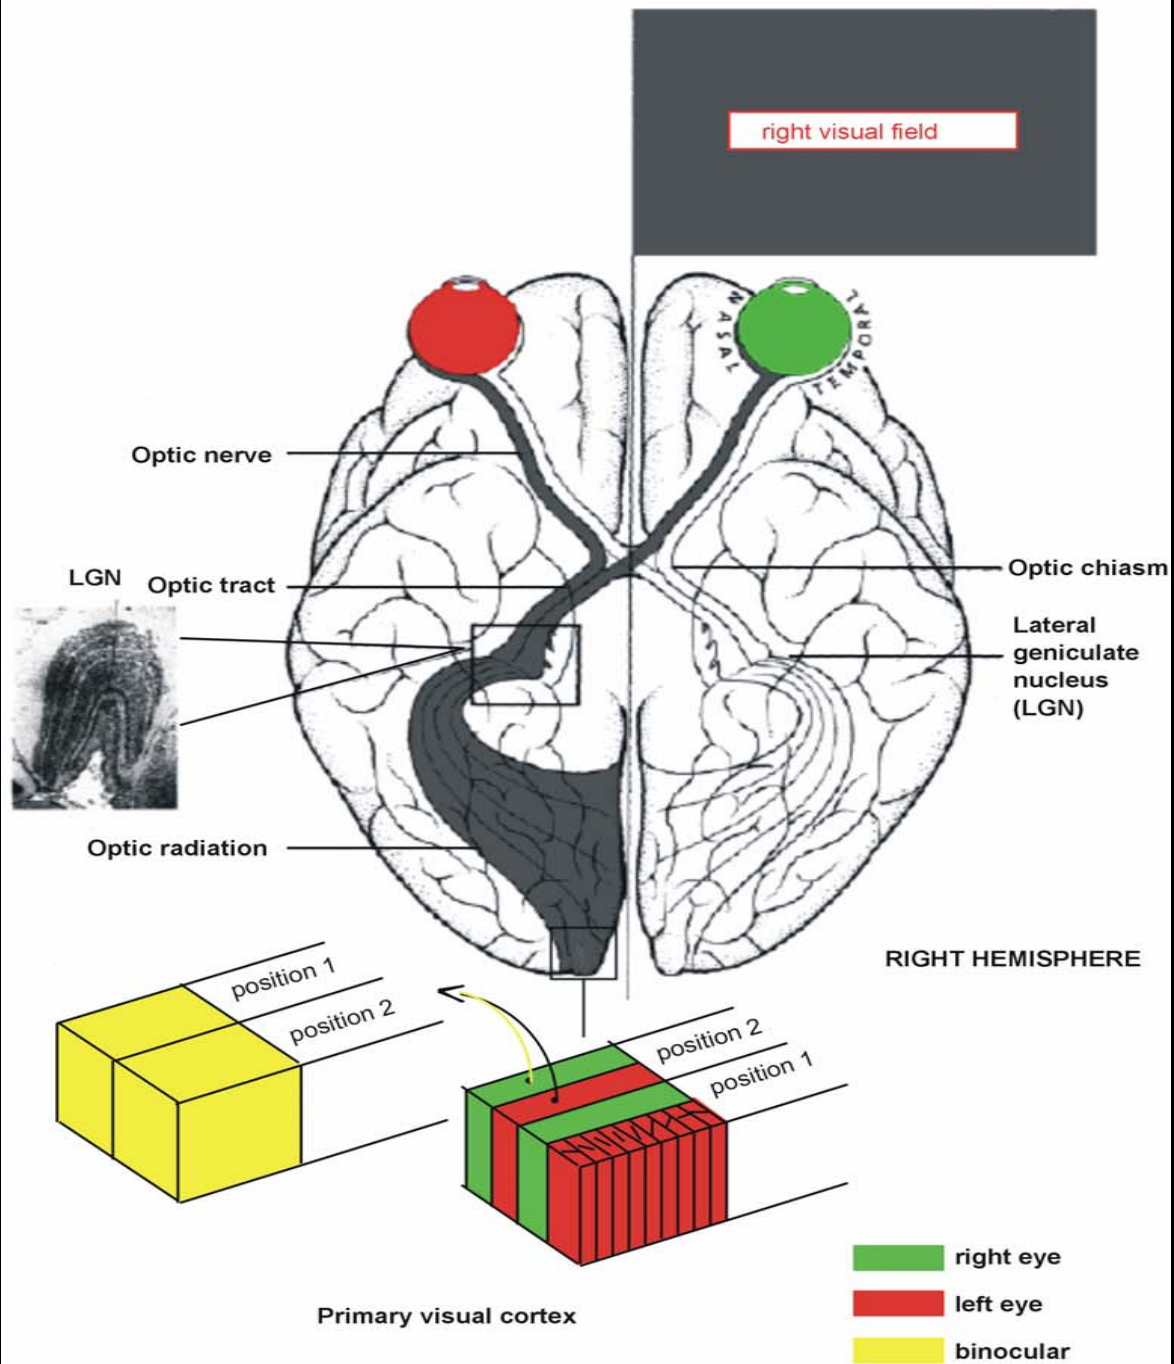 right visual field
NASAL
TEMPORAL
Optic nerve
LGN
Optic tract
Optic chiasm
Lateral
geniculate
nucleus
(LGN)
Optic radiation
RIGHT HEMISPHERE
position 1
position 2
position 2
position 1
right eye
left eye
Primary visual cortex
binocular